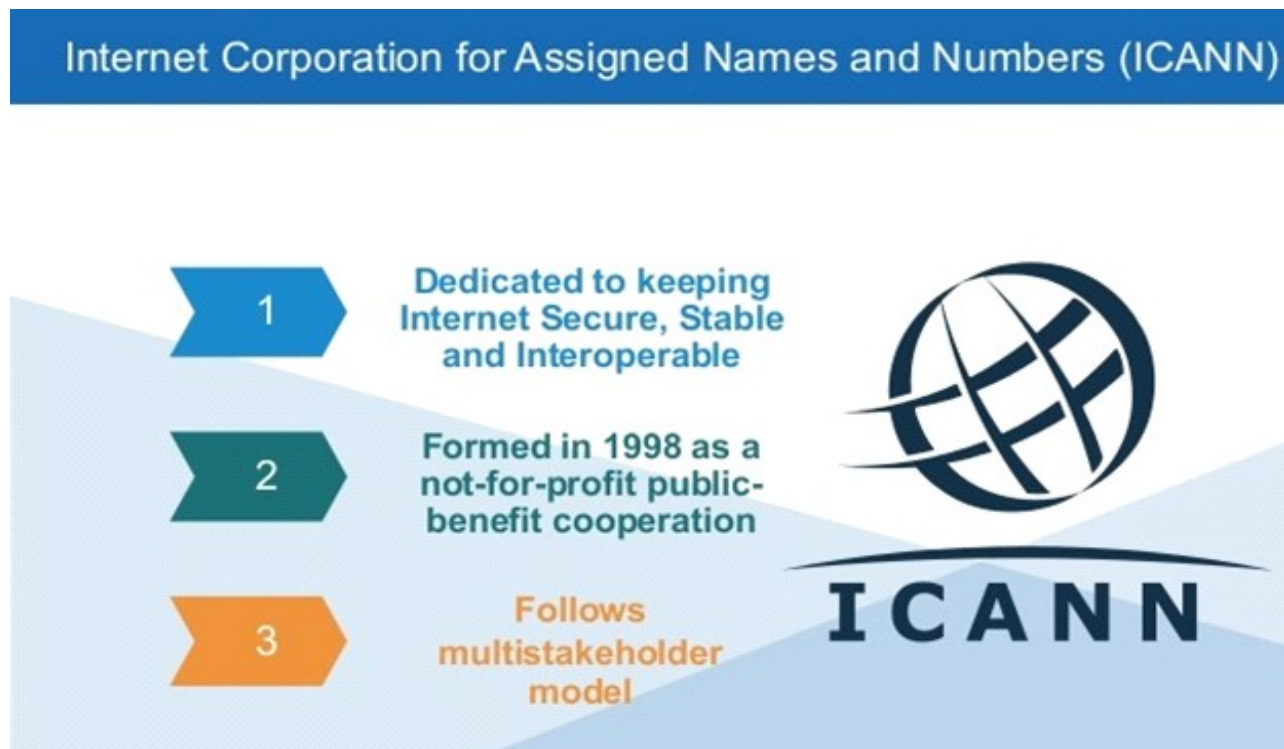 Internet Corporation for Assigned Names and Numbers (ICANN)
1
Dedicated to keeping
Internet Secure, Stable
and Interoperable
2
Formed in 1998 as a
not-for-profit public-
benefit cooperation
3
Follows
multistakeholder
model
ICANN